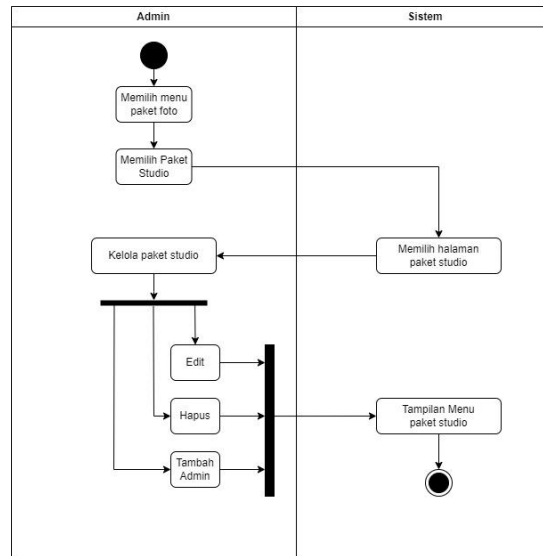 Admin
Sistem
Memilih menu
paket foto
Memilih Paket
Studio
Kelola paket studio
Memilih halaman
paket studio
Edit
Hapus
Tampilan Menu
paket studio
Tambah
Admin